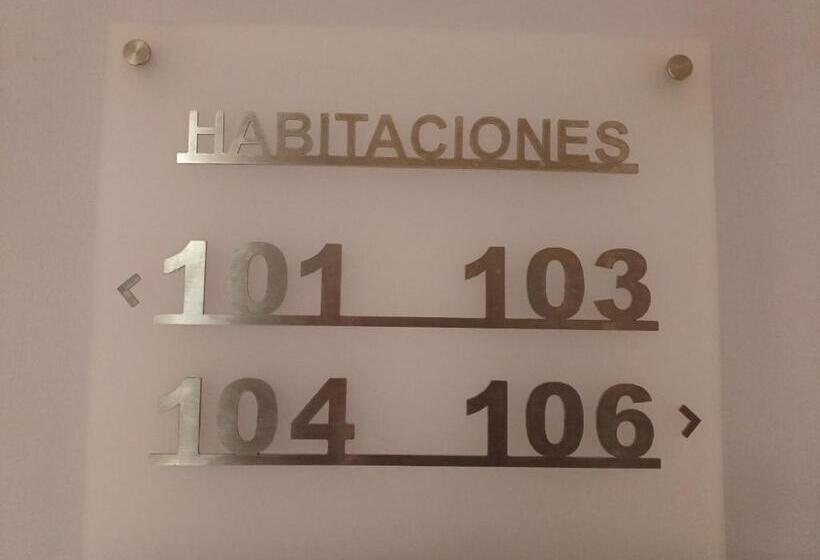 HABITACIONES
< 101 103
104 106 >